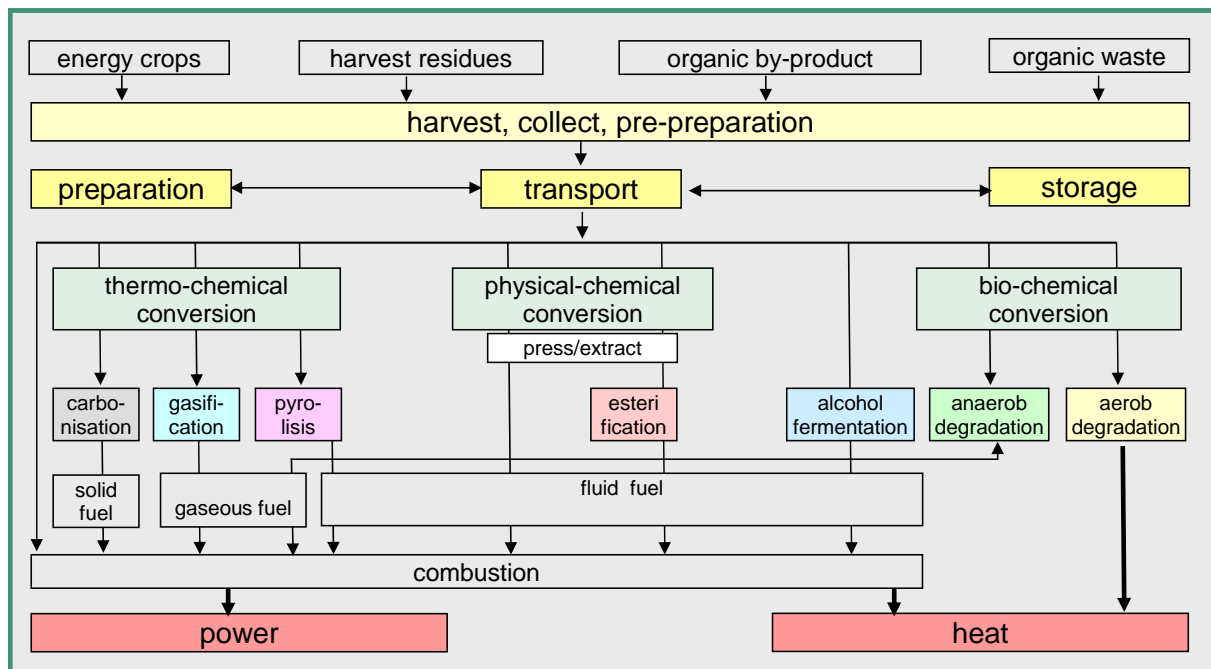 energy crops
harvest residues
organic by-product
organic waste
harvest, collect, pre-preparation
preparation
transport
storage
thermo-chemical
conversion
physical-chemical
conversion
bio-chemical
conversion
press/extract
carbo-
nisation
gasifi-
cation
pyro-
lisis
esteri
fication
alcohol
fermentation
anaerob
degradation
aerob
degradation
solid
fuel
gaseous fuel
fluid fuel
combustion
power
heat